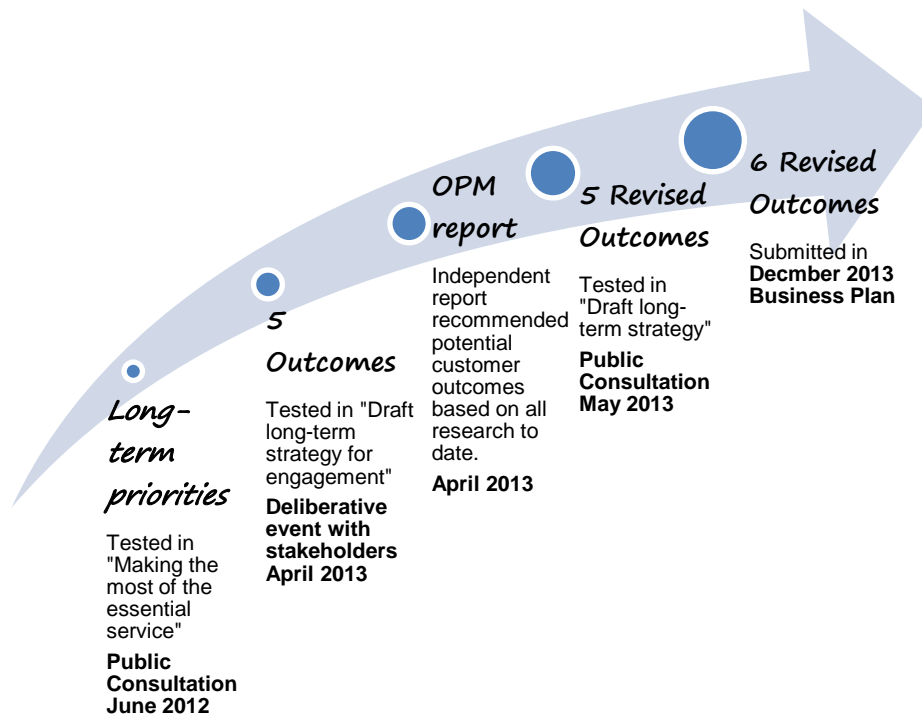 Long-
term
priorities
Tested in
"Making the
most of the
essential
service"
Public
Consultation
June 2012
5
Outcomes
Tested in "Draft
long-term
strategy for
engagement"
Deliberative
event with
stakeholders
April 2013
OPM
report
Independent
report
recommended
potential
customer
outcomes
based on all
research to
date.
April 2013
5 Revised
Outcomes
Tested in
"Draft long-
term strategy"
Public
Consultation
May 2013
6 Revised
Outcomes
Submitted in
Decmber 2013
Business Plan